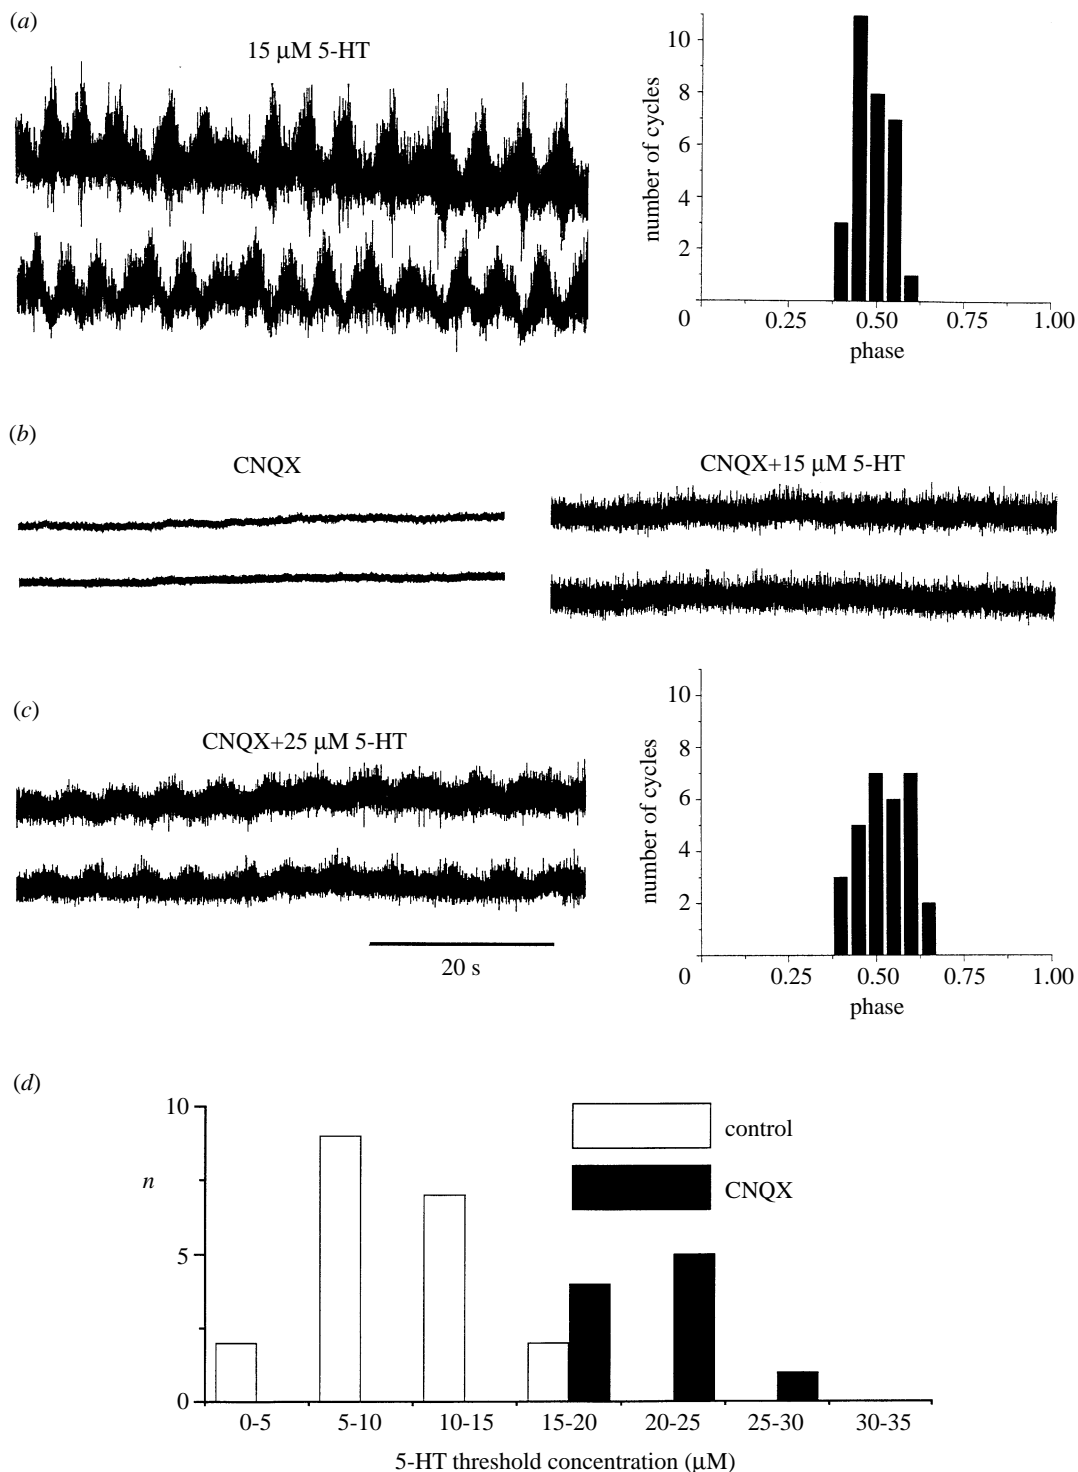 (a)
15 μM 5-HT
number of cycles
10
8
6
4
2
0
0.25
0.50
0.75
1.00
phase
(b)
CNQX
CNQX+15 μM 5-HT
(c)
CNQX+25 μM 5-HT
20 s
number of cycles
10
8
6
4
2
0
0.25
0.50
0.75
1.00
phase
(d)
n
10
5
0
control
CNQX
0-5
5-10
10-15
15-20
20-25
25-30
30-35
5-HT threshold concentration (μM)